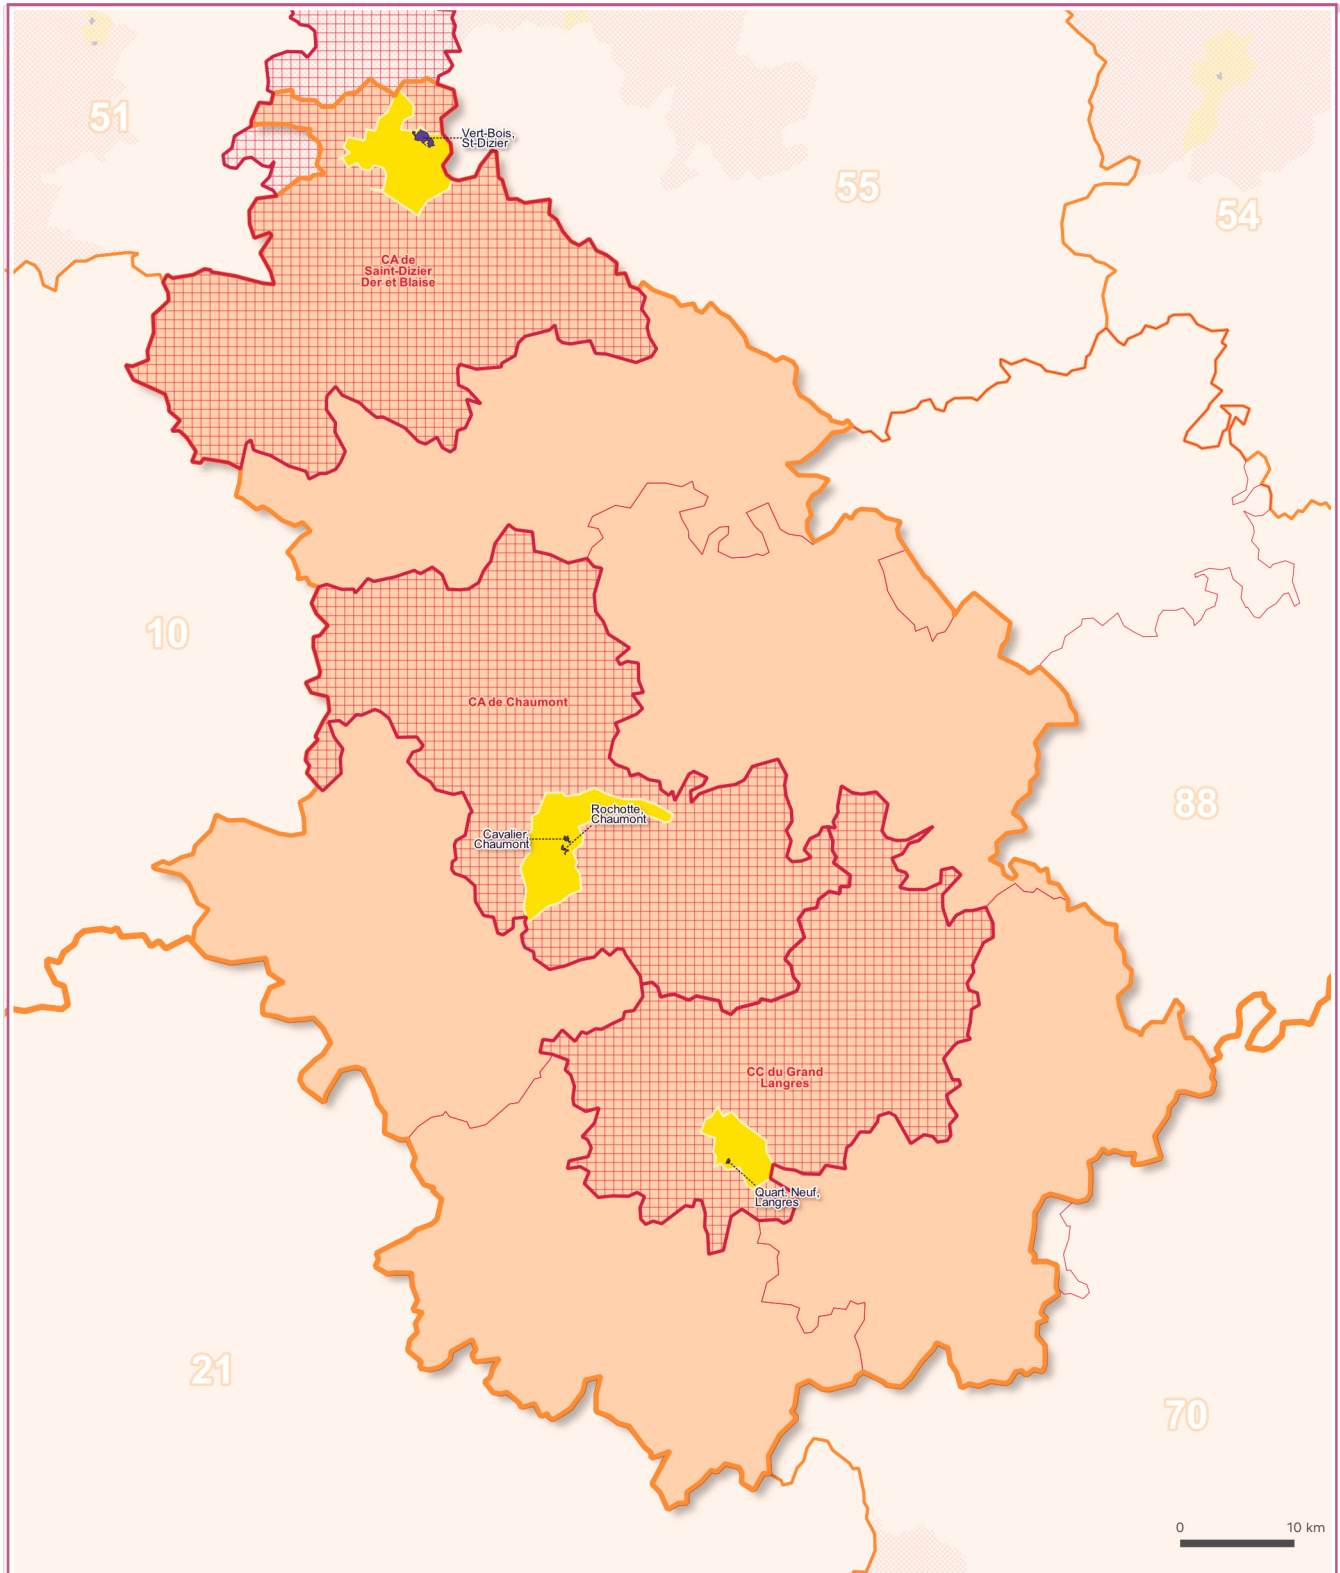 51
Vert-Bois,
St-Dizier
55
54
CA de
Saint-Dizier
Der et Blaise
10
CA de Chaumont
88
Rochotte,
Chaumont
Cavalier,
Chaumont
CC du Grand
Langres
Quart. Neuf,
Langres
21
70
0 10 km